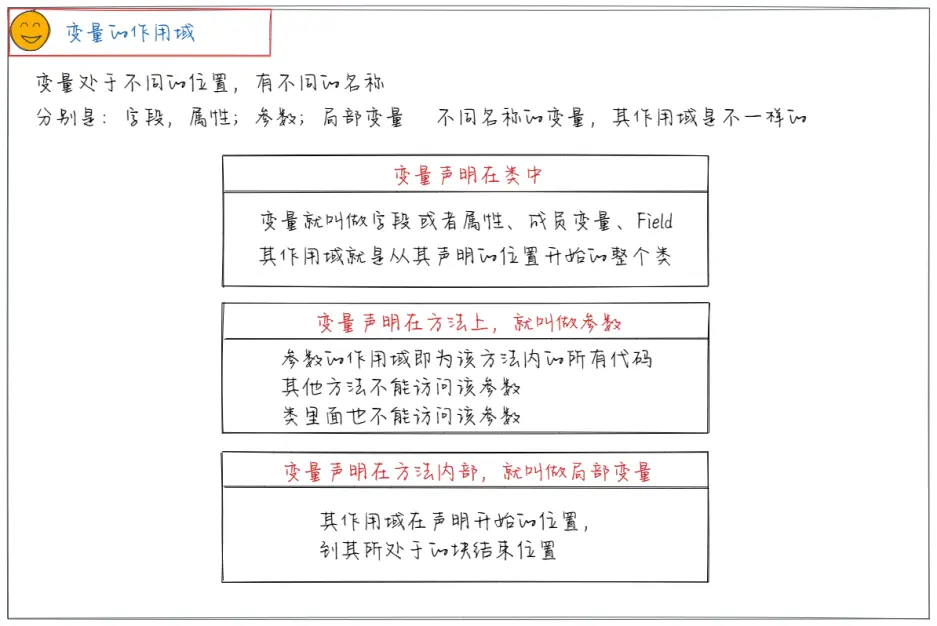 变量的作用域
变量处于不同的位置，有不同的名称
分别是：字段，属性；参数；局部变量 不同名称的变量，其作用域是不一样的
变量声明在类中
变量就叫做字段或者属性、成员变量、Field
其作用域就是从其声明的位置开始的整个类
变量声明在方法上，就叫做参数
参数的作用域即为该方法内的所有代码
其他方法不能访问该参数
类里面也不能访问该参数
变量声明在方法内部，就叫做局部变量
其作用域在声明开始的位置，
到其所处于的块结束位置